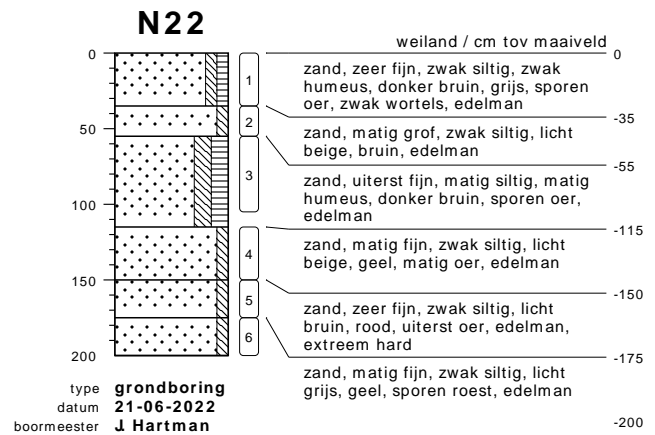 N22
weiland / cm tov maaiveld
0
0
1
zand, zeer fijn, zwak siltig, zwak
humeus, donker bruin, grijs, sporen
oer, zwak wortels, edelman
-35
50
2
zand, matig grof, zwak siltig, licht
beige, bruin, edelman
-55
3
zand, uiterst fijn, matig siltig, matig
humeus, donker bruin, sporen oer,
edelman
100
-115
4
zand, matig fijn, zwak siltig, licht
beige, geel, matig oer, edelman
150
-150
5
zand, zeer fijn, zwak siltig, licht
bruin, rood, uiterst oer, edelman,
extreem hard
6
200
-175
zand, matig fijn, zwak siltig, licht
grijs, geel, sporen roest, edelman
-200
type grondboring
datum 21-06-2022
boormeester J. Hartman